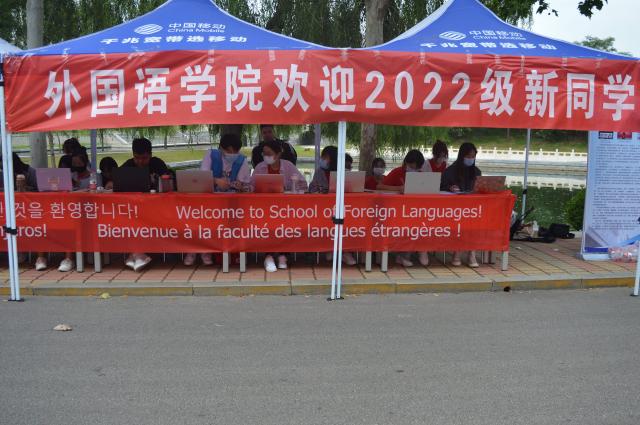 中国移动
China Mobile
千兆宽带选移动
中国移动
China Mobile
千兆宽带选移动
外国语学院欢迎2022级新同学
것을 환영합니다! Welcome to School of Foreign Languages!
Bienvenue à la faculté des langues étrangères !